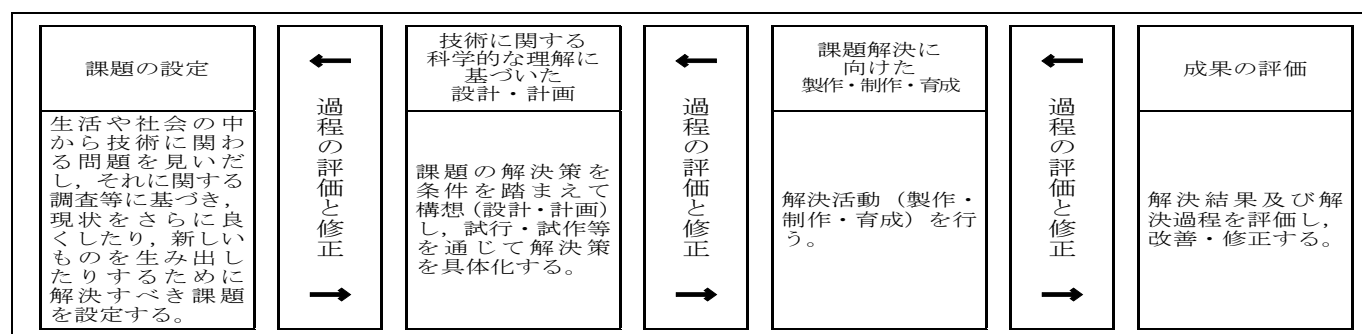 課題の設定
生活や社会の中
から技術に関わ
る問題を見いだ
し，それに関する
調査等に基づき，
現状をさらに良
くしたり，新しい
ものを生み出し
たりするために
解決すべき課題
を設定する。
←
過程の評価と修正
→
技術に関する
科学的な理解に
基づいた
設計・計画
課題の解決策を
条件を踏まえて
構想（設計・計画）
し，試行・試作等
を通じて解決策
を具体化する。
←
過程の評価と修正
→
課題解決に
向けた
製作・制作・育成
解決活動（製作・
制作・育成）を行
う。
←
過程の評価と修正
→
成果の評価
解決結果及び解
決過程を評価し，
改善・修正する。